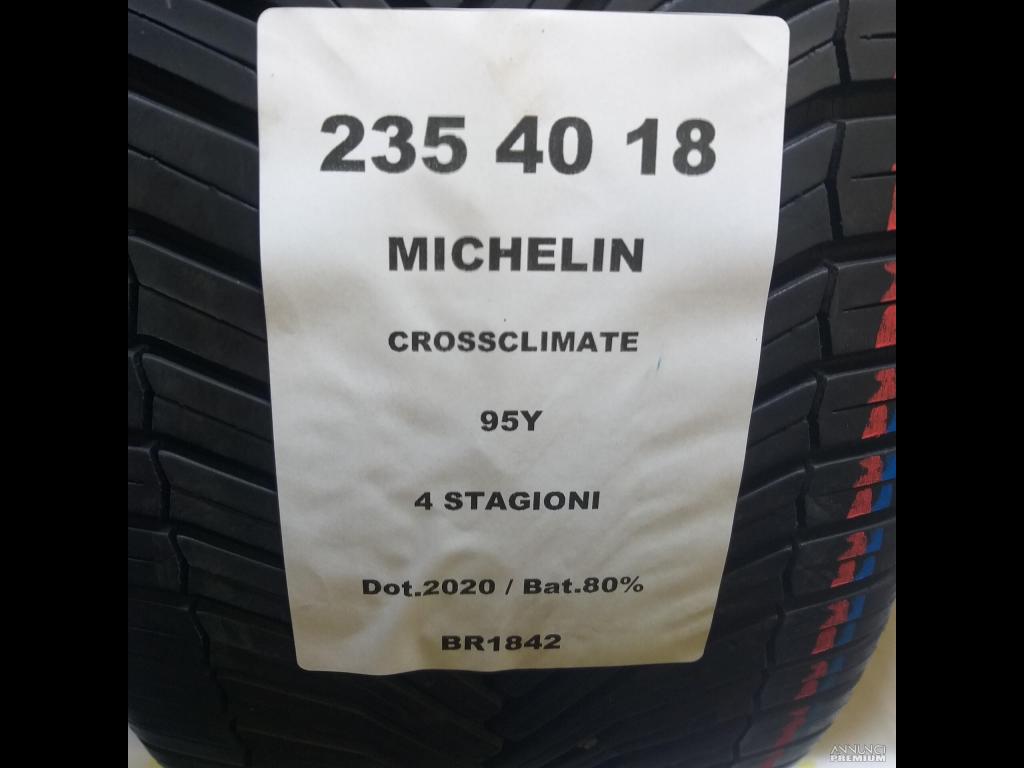 235 40 18
MICHELIN
CROSSCLIMATE
95Y
4 STAGIONI
Dot.2020 / Bat.80%
BR1842
ANNUNCI
PREMIUM